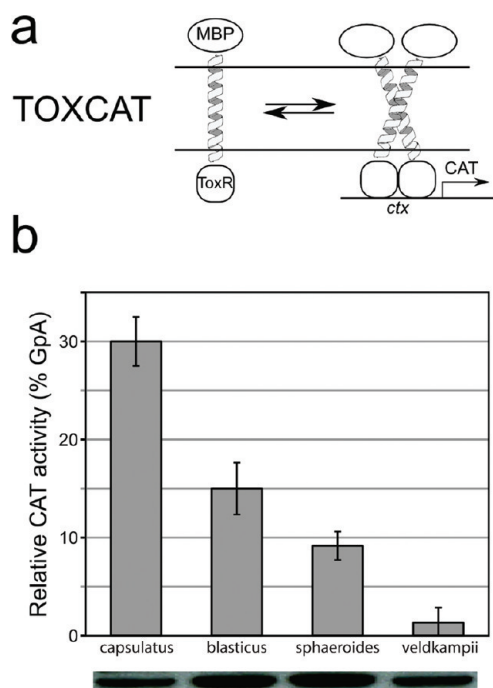 a
MBP
TOXCAT
ToxR
CAT
ctx
b
Relative CAT activity (% GpA)
30
20
10
0
capsulatus blasticus sphaeroides veldkampii